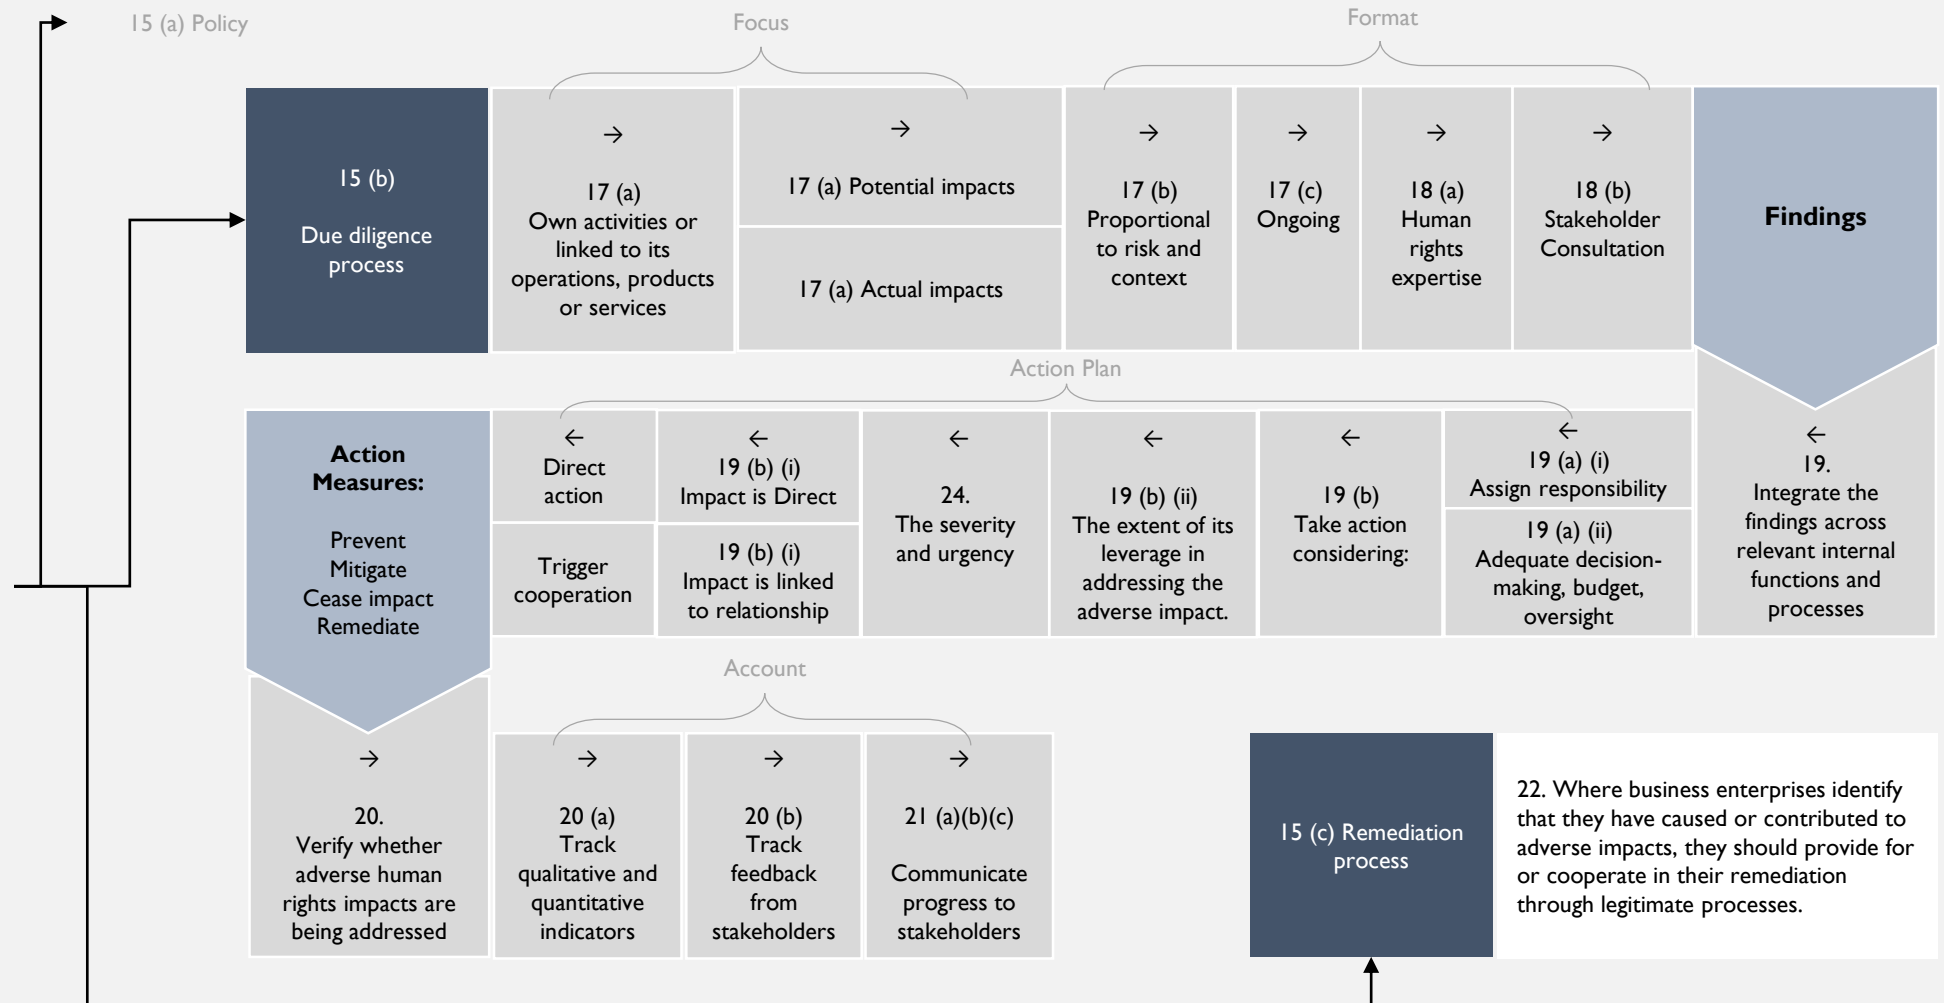 15 (a) Policy
Focus
Format
15 (b)
Due diligence
process
→
17 (a)
Own activities or
linked to its
operations, products
or services
→
17 (a) Potential impacts
17 (a) Actual impacts
→
17 (b)
Proportional
to risk and
context
→
17 (c)
Ongoing
→
18 (a)
Human
rights
expertise
→
18 (b)
Stakeholder
Consultation
Findings
Action Plan
←
19.
Integrate the
findings across
relevant internal
functions and
processes
←
19 (a) (i)
Assign responsibility
19 (a) (ii)
Adequate decision-
making, budget,
oversight
←
19 (b)
Take action
considering:
←
19 (b) (ii)
The extent of its
leverage in
addressing the
adverse impact.
←
24.
The severity
and urgency
←
19 (b) (i)
Impact is Direct
19 (b) (i)
Impact is linked
to relationship
←
Direct
action
Trigger
cooperation
Action
Measures:
Prevent
Mitigate
Cease impact
Remediate
Account
→
20.
Verify whether
adverse human
rights impacts are
being addressed
→
20 (a)
Track
qualitative and
quantitative
indicators
→
20 (b)
Track
feedback
from
stakeholders
→
21 (a)(b)(c)
Communicate
progress to
stakeholders
15 (c) Remediation
process
22. Where business enterprises identify
that they have caused or contributed to
adverse impacts, they should provide for
or cooperate in their remediation
through legitimate processes.